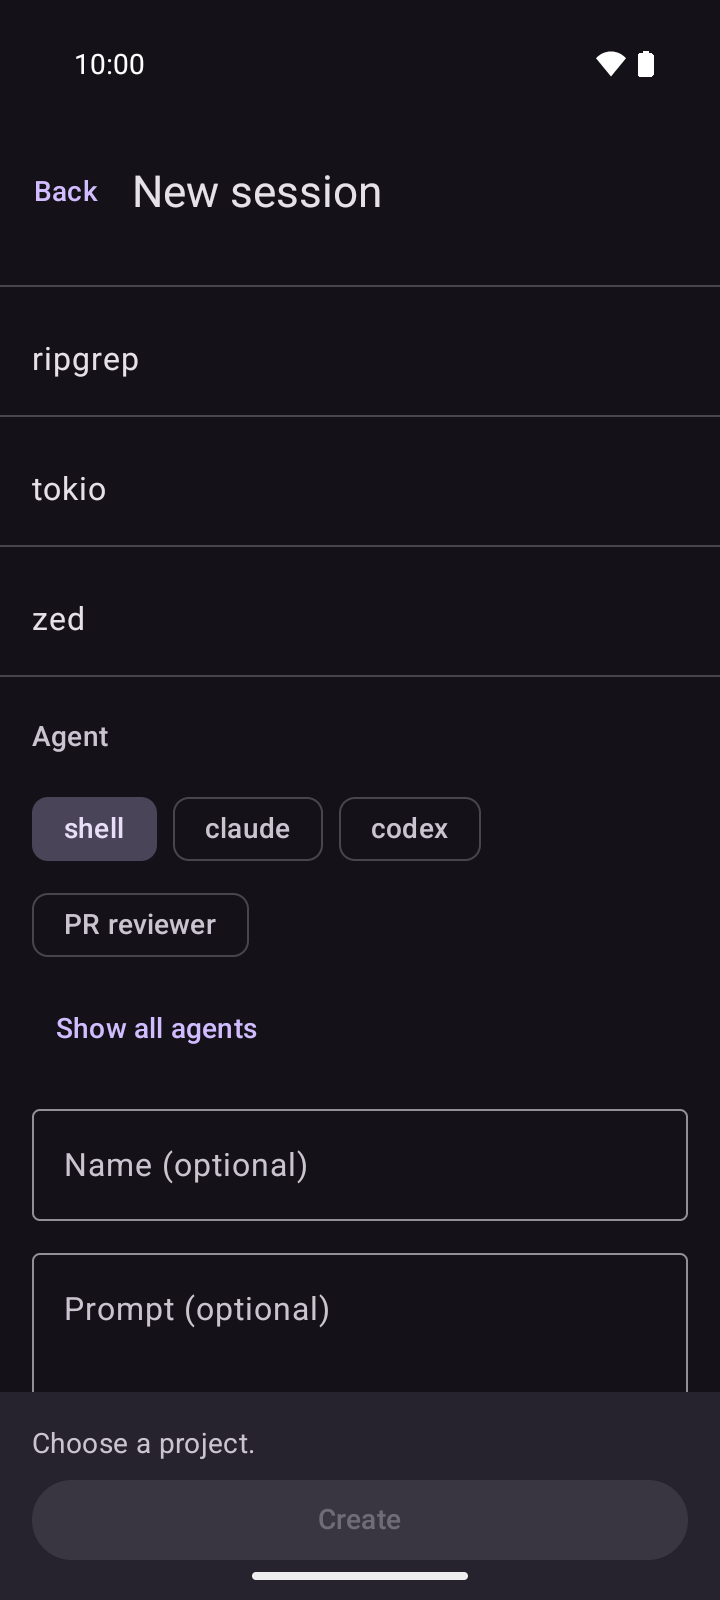 10:00
Back New session
ripgrep
tokio
zed
Agent
shell claude codex
PR reviewer
Show all agents
Name (optional)
Prompt (optional)
Choose a project.
Create